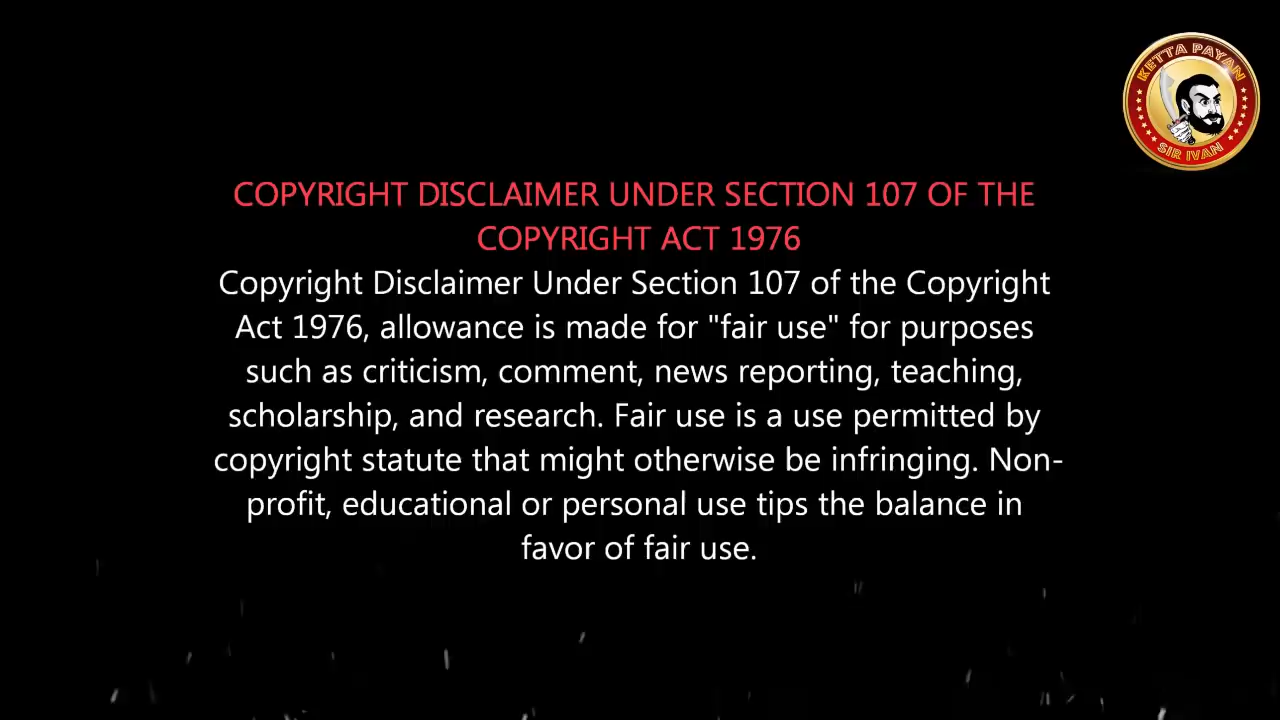 KETTA PAYAN
SIR IVAN
COPYRIGHT DISCLAIMER UNDER SECTION 107 OF THE
COPYRIGHT ACT 1976
Copyright Disclaimer Under Section 107 of the Copyright
Act 1976, allowance is made for "fair use" for purposes
such as criticism, comment, news reporting, teaching,
scholarship, and research. Fair use is a use permitted by
copyright statute that might otherwise be infringing. Non-
profit, educational or personal use tips the balance in
favor of fair use.